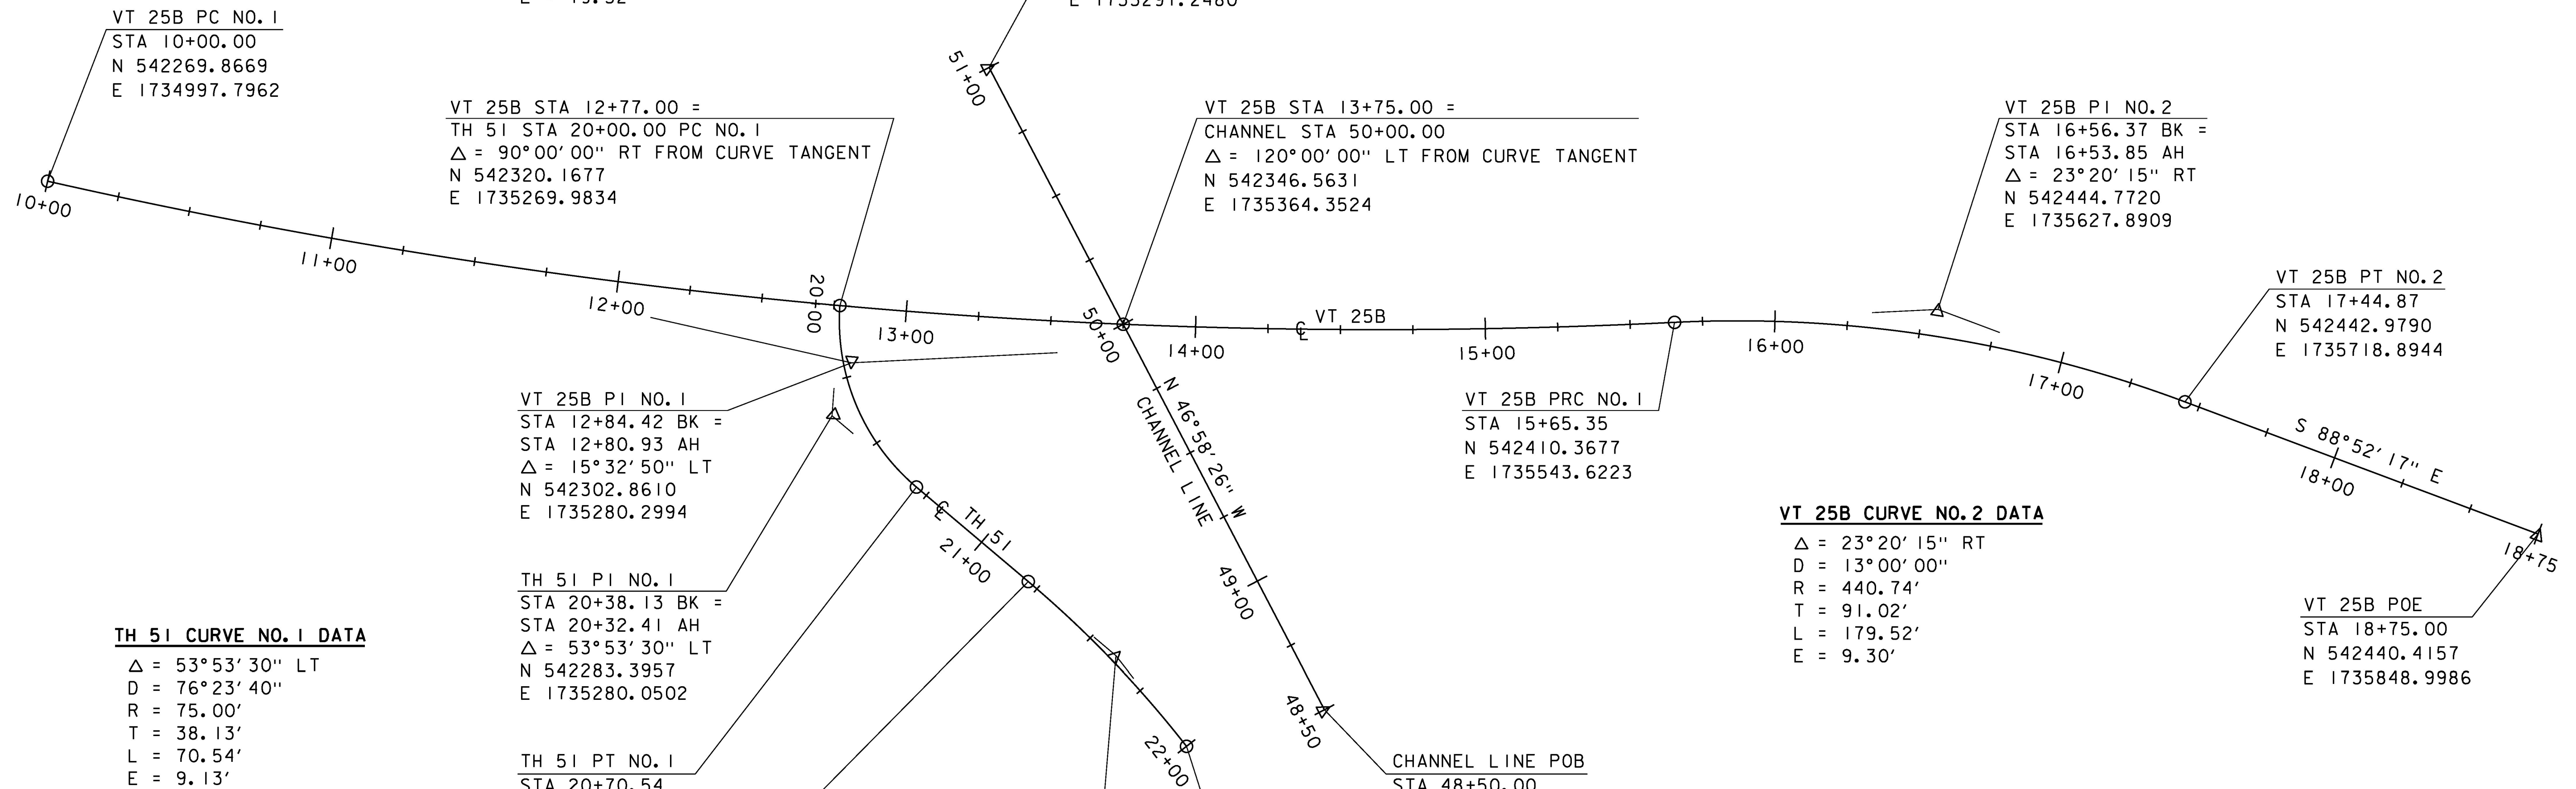 VT 25B PC NO.1
STA 10+00.00
N 542269.8669
E 1734997.7962
10+00
11+00
VT 25B STA 12+77.00 =
TH 51 STA 20+00.00 PC NO.1
△ = 90°00'00" RT FROM CURVE TANGENT
N 542320.1677
E 1735269.9834
12+00
20+00
13+00
51+00
VT 25B STA 13+75.00 =
CHANNEL STA 50+00.00
△ = 120°00'00" LT FROM CURVE TANGENT
N 542346.5631
E 1735364.3524
50+00
14+00
℄ VT 25B
15+00
16+00
VT 25B PI NO.2
STA 16+56.37 BK =
STA 16+53.85 AH
△ = 23°20'15" RT
N 542444.7720
E 1735627.8909
17+00
VT 25B PT NO.2
STA 17+44.87
N 542442.9790
E 1735718.8944
S 88°52'17" E
18+00
18+75
VT 25B PI NO.1
STA 12+84.42 BK =
STA 12+80.93 AH
△ = 15°32'50" LT
N 542302.8610
E 1735280.2994
N 46°58'26" W
CHANNEL LINE
VT 25B PRC NO.1
STA 15+65.35
N 542410.3677
E 1735543.6223
VT 25B CURVE NO.2 DATA
△ = 23°20'15" RT
D = 13°00'00"
R = 440.74'
T = 91.02'
L = 179.52'
E = 9.30'
VT 25B POE
STA 18+75.00
N 542440.4157
E 1735848.9986
℄ TH 51
21+00
49+00
48+50
22+00
TH 51 PI NO.1
STA 20+38.13 BK =
STA 20+32.41 AH
△ = 53°53'30" LT
N 542283.3957
E 1735280.0502
TH 51 CURVE NO.1 DATA
△ = 53°53'30" LT
D = 76°23'40"
R = 75.00'
T = 38.13'
L = 70.54'
E = 9.13'
TH 51 PT NO.1
STA 20+70.54
CHANNEL LINE POB
STA 48+50.00